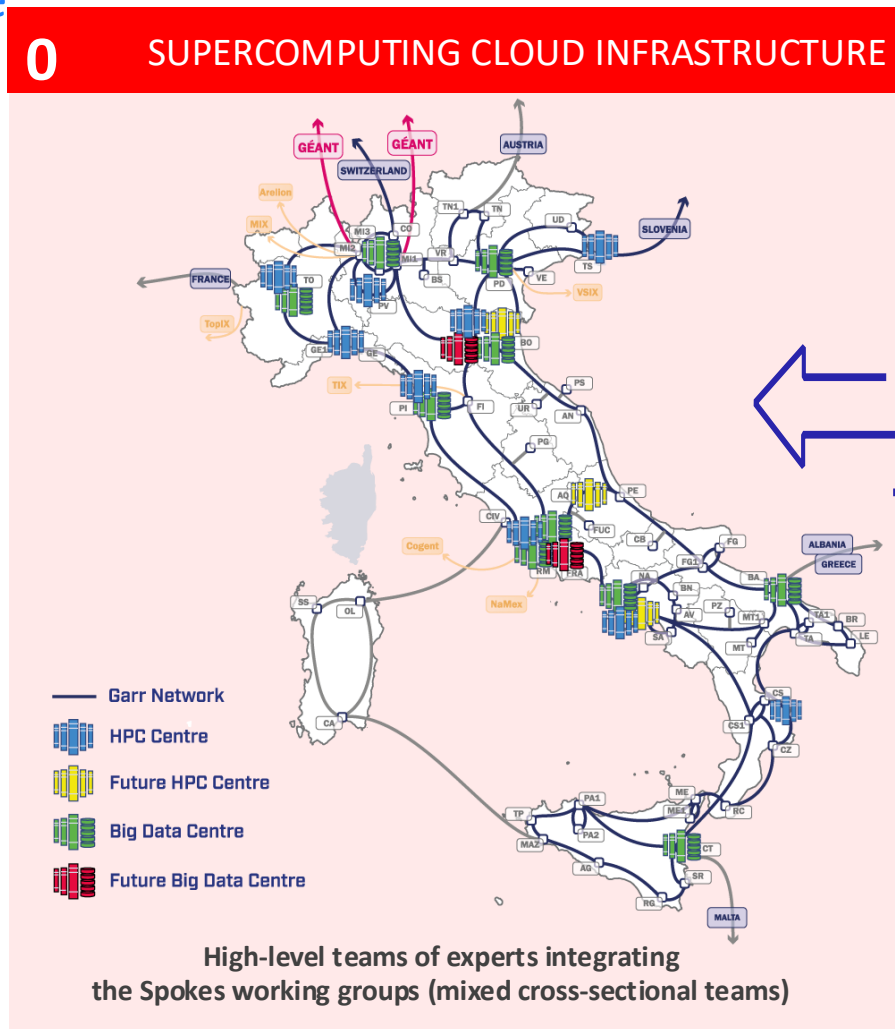 0 SUPERCOMPUTING CLOUD INFRASTRUCTURE
GÉANT
GÉANT
AUSTRIA
SWITZERLAND
Arelion
TN1
TN
UD
SLOVENIA
MIX
MI3
CO
MI2
MI1
VR
TS
FRANCE
TO
BS
PD
VE
PV
VSIX
TopIX
GE1
GE
BO
TIX
PS
PI
FI
UR
AN
PG
AQ
PE
CIV
FUC
CB
FG
Cogent
ALBANIA
GREECE
RM
FRA
FG1
NA
BA
NaMex
BN
SS
OL
AV
PZ
MT1
TA1
BR
SA
MT
TA
LE
Garr Network
CA
CS
HPC Centre
CS1
CZ
Future HPC Centre
ME
PA1
TP
ME1
RC
Big Data Centre
PA2
MAZ
CT
AG
SR
Future Big Data Centre
RG
MALTA
High-level teams of experts integrating
the Spokes working groups (mixed cross-sectional teams)